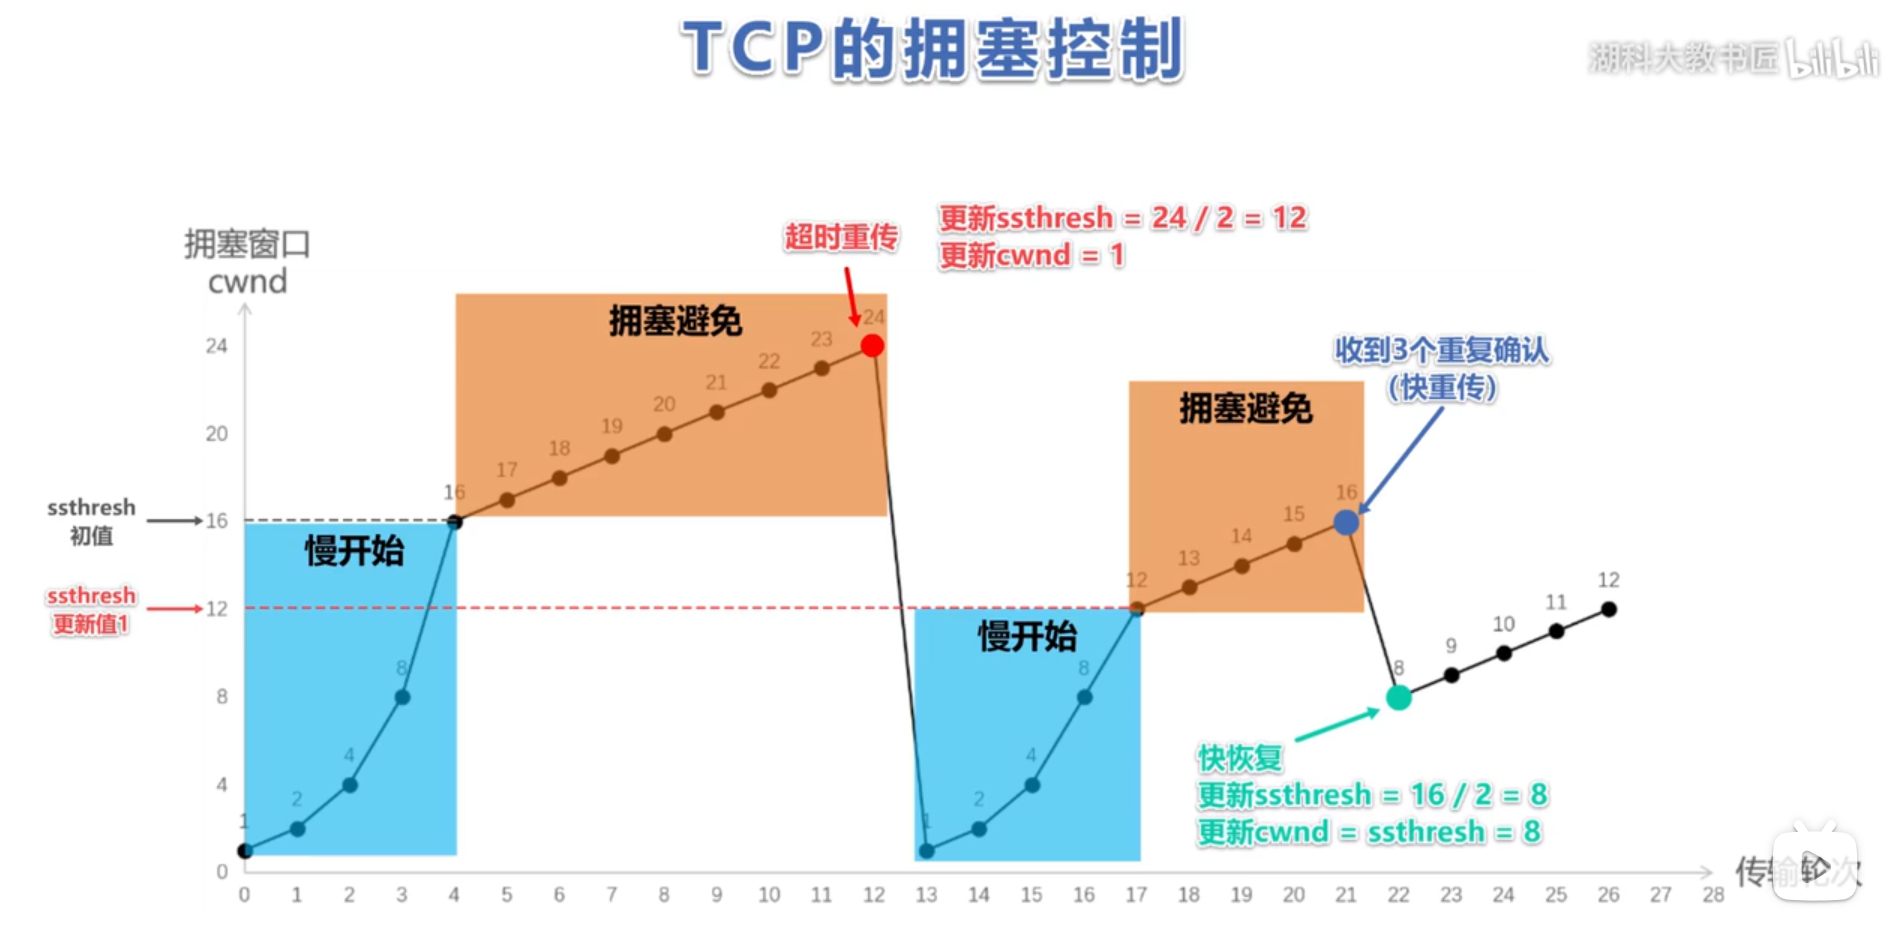 TCP的拥塞控制
湖科大教书匠 bilibili
超时重传
更新ssthresh = 24 / 2 = 12
更新cwnd = 1
拥塞窗口
cwnd
拥塞避免
24
23
22
21
20
19
18
17
16
收到3个重复确认
(快重传)
拥塞避免
16
15
14
13
12
24
20
16
12
8
4
0
ssthresh
初值
ssthresh
更新值1
慢开始
8
4
2
1
慢开始
8
4
2
1
12
11
10
9
8
快恢复
更新ssthresh = 16 / 2 = 8
更新cwnd = ssthresh = 8
传输轮次
0 1 2 3 4 5 6 7 8 9 10 11 12 13 14 15 16 17 18 19 20 21 22 23 24 25 26 27 28